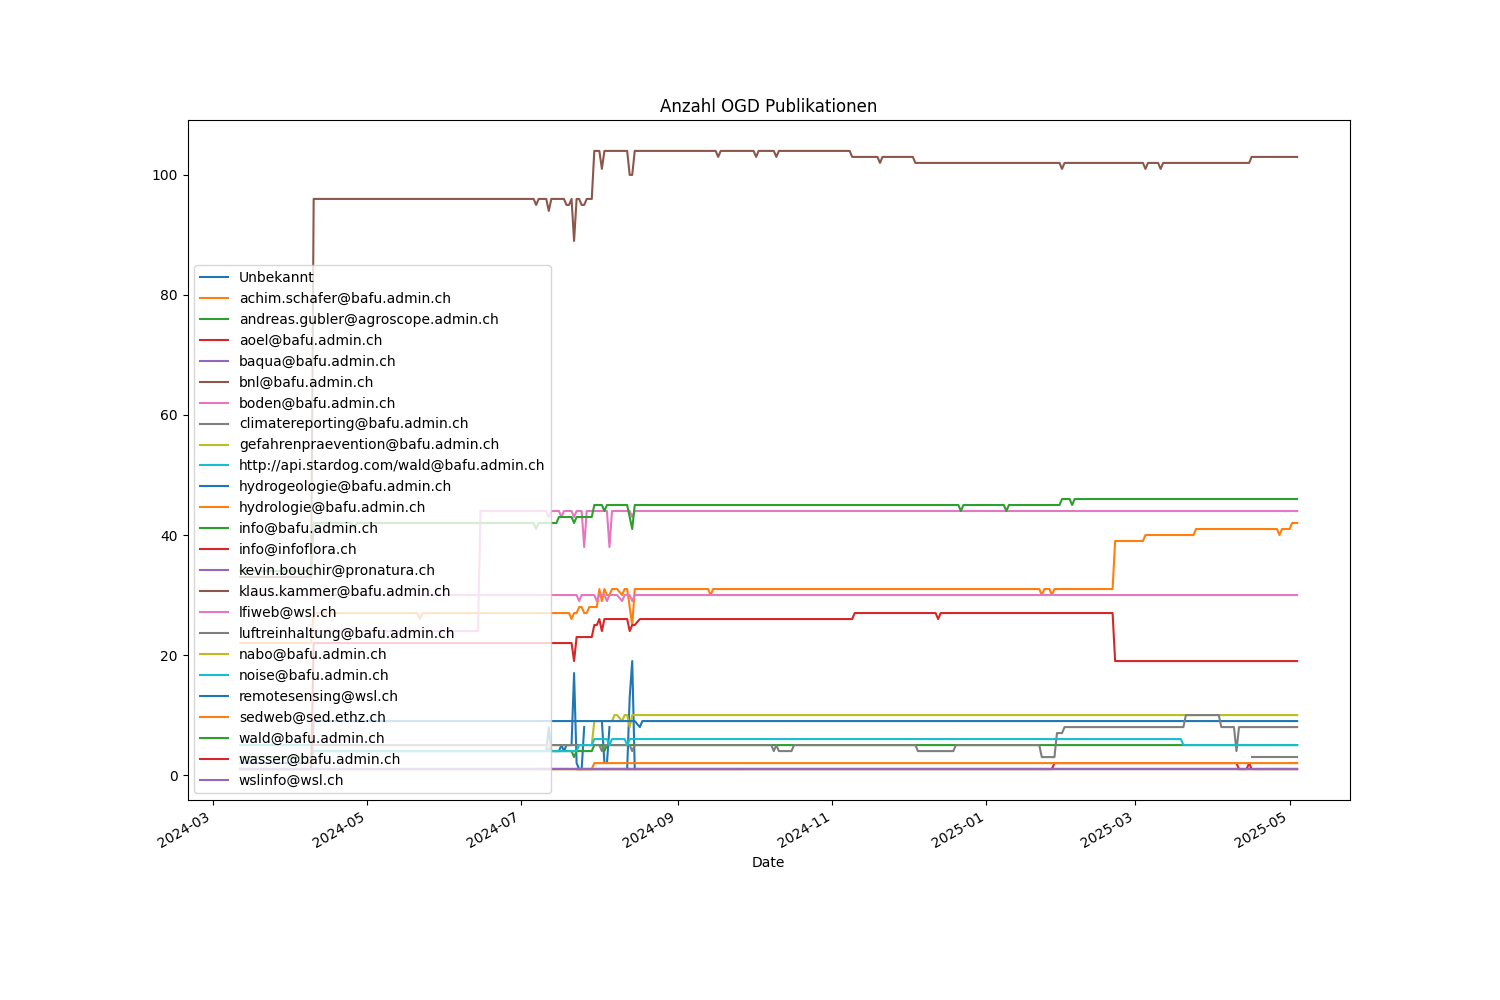 Anzahl OGD Publikationen
100
80
60
40
20
0
Unbekannt
achim.schafer@bafu.admin.ch
andreas.gubler@agroscope.admin.ch
aoel@bafu.admin.ch
baqua@bafu.admin.ch
bnl@bafu.admin.ch
boden@bafu.admin.ch
climatereporting@bafu.admin.ch
gefahrenpraevention@bafu.admin.ch
http://api.stardog.com/wald@bafu.admin.ch
hydrogeologie@bafu.admin.ch
hydrologie@bafu.admin.ch
info@bafu.admin.ch
info@infoflora.ch
kevin.bouchir@pronatura.ch
klaus.kammer@bafu.admin.ch
lfiweb@wsl.ch
luftreinhaltung@bafu.admin.ch
nabo@bafu.admin.ch
noise@bafu.admin.ch
remotesensing@wsl.ch
sedweb@sed.ethz.ch
wald@bafu.admin.ch
wasser@bafu.admin.ch
wslinfo@wsl.ch
2024-03
2024-05
2024-07
2024-09
2024-11
2025-01
2025-03
2025-05
Date